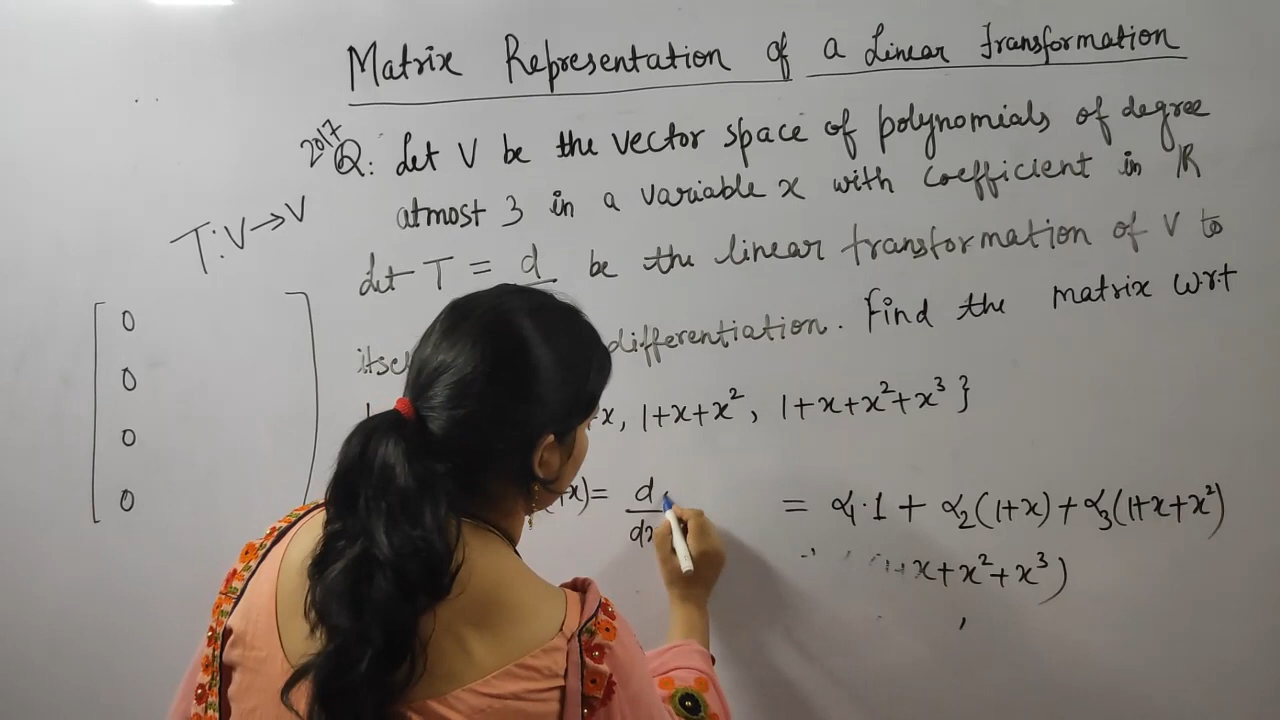 Matrix Representation of a Linear Transformation
2017
Q: Let V be the vector space of polynomials of degree
atmost 3 in a variable x with coefficient in R
T:V→V
Let T = d be the linear transformation of V to
differentiation. Find the matrix w.r.t
x, 1+x+x², 1+x+x²+x³}
0
0
0
0
x)= d/dx = α₁·1 + α₂(1+x) + α₃(1+x+x²)
x+x²+x³)